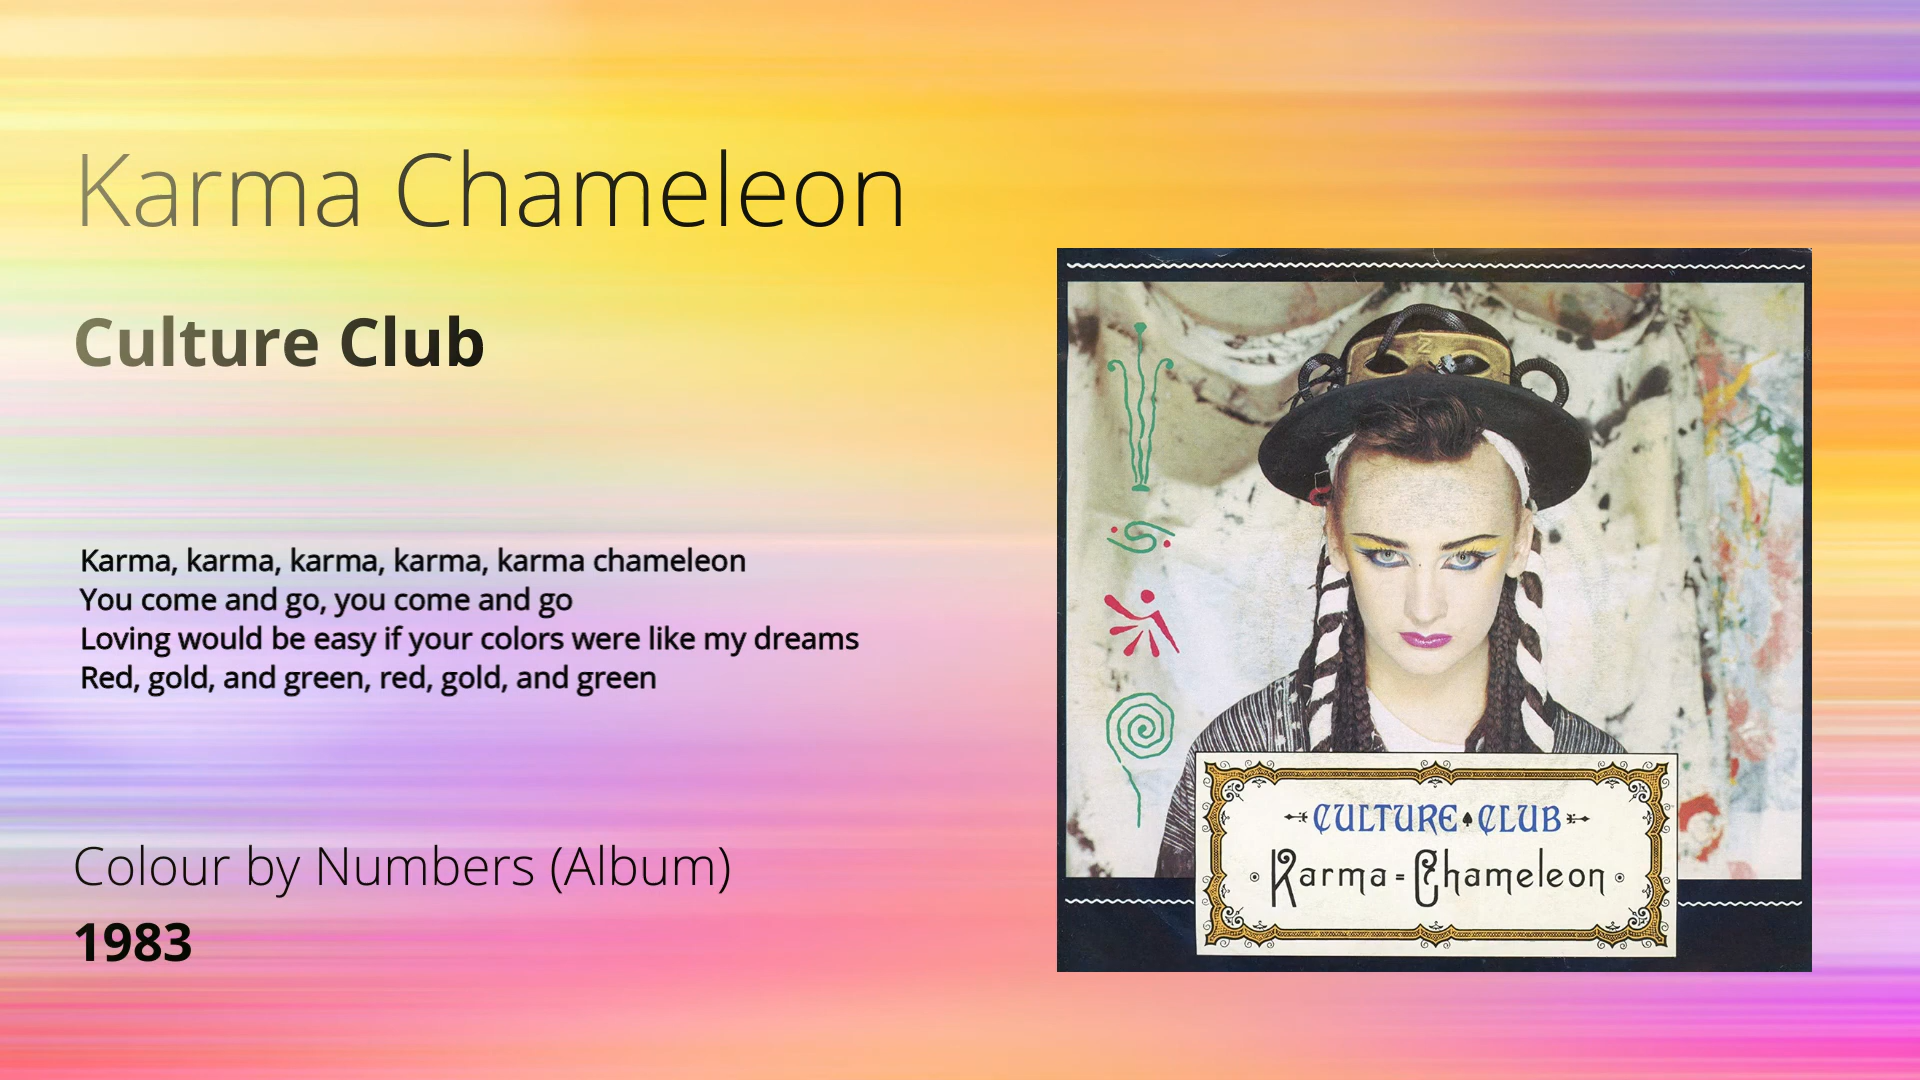 Karma Chameleon
Culture Club
Karma, karma, karma, karma, karma chameleon
You come and go, you come and go
Loving would be easy if your colors were like my dreams
Red, gold, and green, red, gold, and green
Colour by Numbers (Album)
1983
CULTURE CLUB
Karma=Chameleon